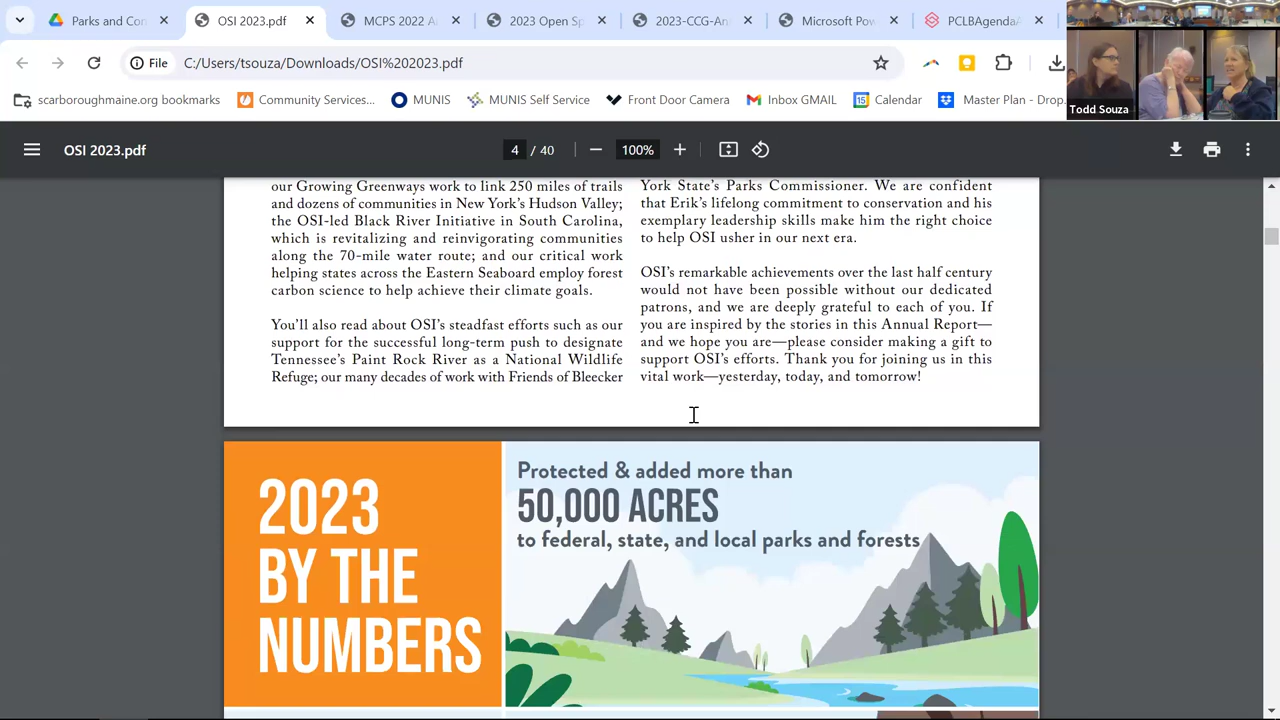 Parks and Con
OSI 2023.pdf
MCPS 2022 A
2023 Open Sp
2023-CCG-An
Microsoft Pow
PCLBAgenda
File
C:/Users/tsouza/Downloads/OSI%202023.pdf
scarboroughmaine.org bookmarks
Community Services...
MUNIS
MUNIS Self Service
Front Door Camera
Inbox GMAIL
Calendar
Master Plan - Drop
Todd Souza
OSI 2023.pdf
4 / 40
100%
our Growing Greenways work to link 250 miles of trails
and dozens of communities in New York's Hudson Valley;
the OSI-led Black River Initiative in South Carolina,
which is revitalizing and reinvigorating communities
along the 70-mile water route; and our critical work
helping states across the Eastern Seaboard employ forest
carbon science to help achieve their climate goals.
You'll also read about OSI's steadfast efforts such as our
support for the successful long-term push to designate
Tennessee's Paint Rock River as a National Wildlife
Refuge; our many decades of work with Friends of Bleecker
York State's Parks Commissioner. We are confident
that Erik's lifelong commitment to conservation and his
exemplary leadership skills make him the right choice
to help OSI usher in our next era.
OSI's remarkable achievements over the last half century
would not have been possible without our dedicated
patrons, and we are deeply grateful to each of you. If
you are inspired by the stories in this Annual Report—
and we hope you are—please consider making a gift to
support OSI's efforts. Thank you for joining us in this
vital work—yesterday, today, and tomorrow!
2023
BY THE
NUMBERS
Protected & added more than
50,000 ACRES
to federal, state, and local parks and forests